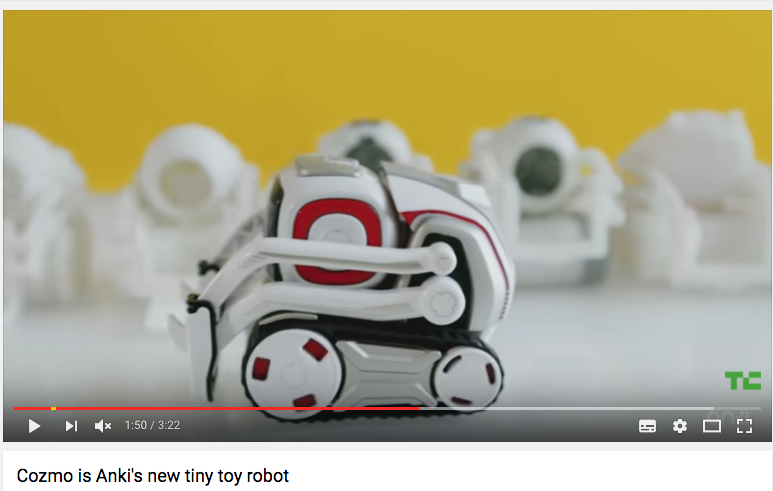 TC
1:50 / 3:22
Cozmo is Anki's new tiny toy robot